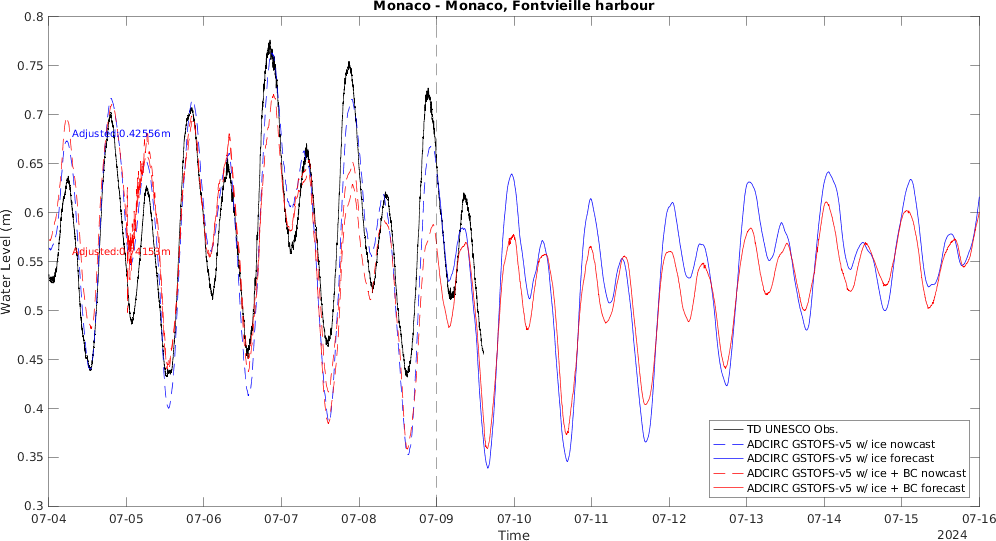 Monaco - Monaco, Fontvieille harbour
0.8
0.75
0.7
0.65
0.6
0.55
0.5
0.45
0.4
0.35
0.3
Water Level (m)
Adjusted:0.42556m
TD UNESCO Obs.
ADCIRC GSTOFS-v5 w/ ice nowcast
ADCIRC GSTOFS-v5 w/ ice forecast
ADCIRC GSTOFS-v5 w/ ice + BC nowcast
ADCIRC GSTOFS-v5 w/ ice + BC forecast
07-04 07-05 07-06 07-07 07-08 07-09 07-10 07-11 07-12 07-13 07-14 07-15 07-16
Time
2024